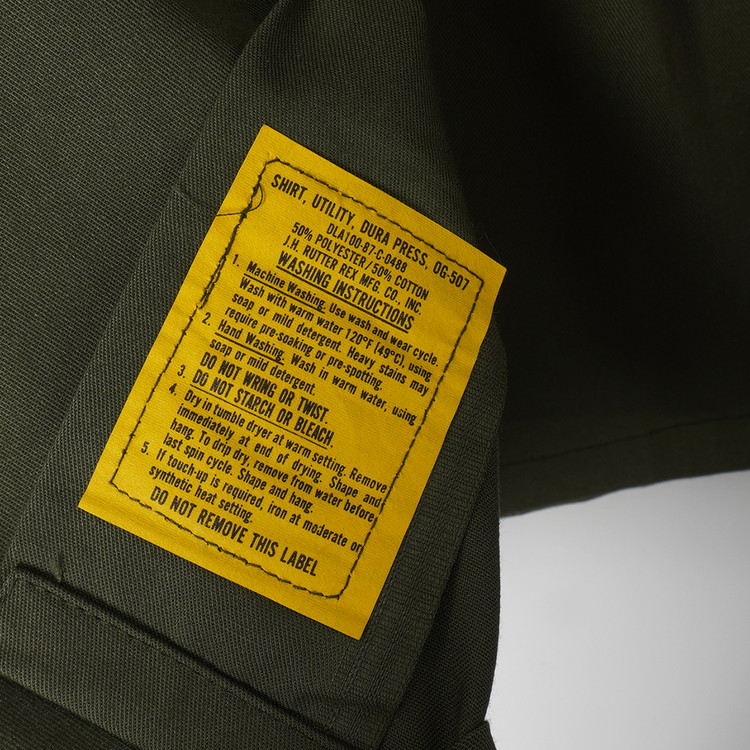 SHIRT, UTILITY, DURA PRESS, OG-507
DLA100-87-C-0488
50% POLYESTER/50% COTTON
J.H. RUTTER REX MFG. CO., INC.
WASHING INSTRUCTIONS
1. Machine Washing. Use wash and wear cycle.
Wash with warm water 120°F (49°C), using
soap or mild detergent. Heavy stains may
require pre-soaking or pre-spotting.
2. Hand Washing. Wash in warm water, using
soap or mild detergent.
DO NOT WRING OR TWIST.
3. DO NOT STARCH OR BLEACH.
4. Dry in tumble dryer at warm setting. Remove
immediately at end of drying. Shape and
hang. To drip dry, remove from water before
last spin cycle. Shape and hang.
5. If touch-up is required, iron at moderate or
synthetic heat setting.
DO NOT REMOVE THIS LABEL